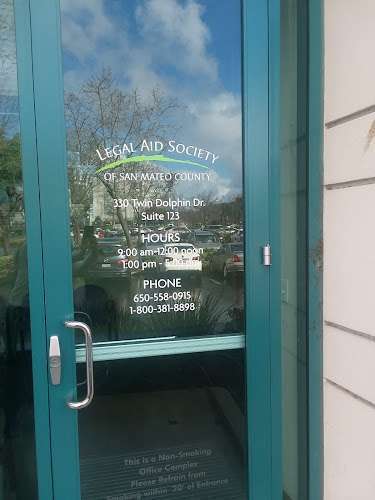 LEGAL AID SOCIETY
OF SAN MATEO COUNTY
330 Twin Dolphin Dr.
Suite 123
HOURS
9:00 am-12:00 noon
1:00 pm -
PHONE
650-558-0915
1-800-381-8898
This is a Non-Smoking
Office Complex
Please Refrain from
Smoking within 20' of Entrance